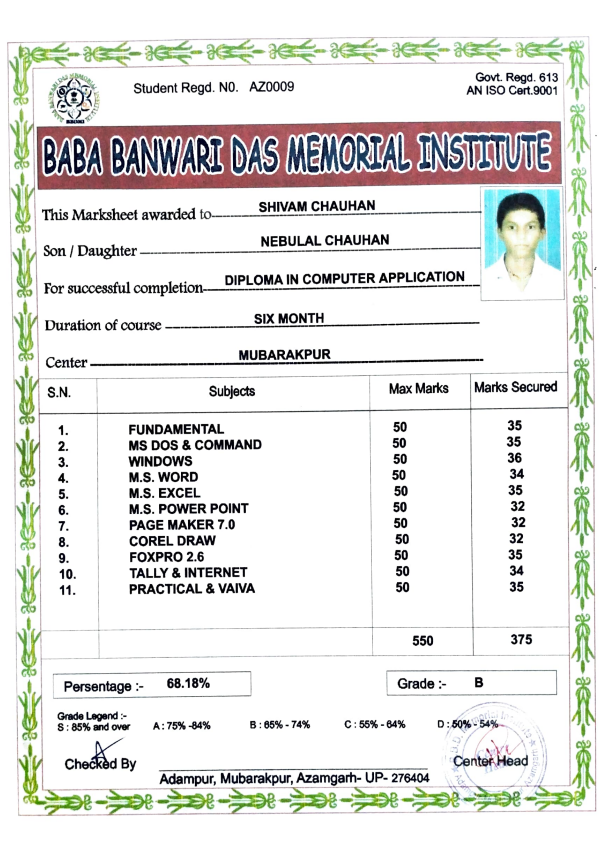 Student Regd. N0. AZ0009
Govt. Regd. 613
AN ISO Cert.9001
BABA BANWARI DAS MEMORIAL INSTITUTE
This Marksheet awarded to SHIVAM CHAUHAN
Son / Daughter NEBULAL CHAUHAN
For successful completion DIPLOMA IN COMPUTER APPLICATION
Duration of course SIX MONTH
Center MUBARAKPUR
S.N. Subjects Max Marks Marks Secured
1. FUNDAMENTAL 50 35
2. MS DOS & COMMAND 50 35
3. WINDOWS 50 36
4. M.S. WORD 50 34
5. M.S. EXCEL 50 35
6. M.S. POWER POINT 50 32
7. PAGE MAKER 7.0 50 32
8. COREL DRAW 50 32
9. FOXPRO 2.6 50 35
10. TALLY & INTERNET 50 34
11. PRACTICAL & VAIVA 50 35
550 375
Persentage :- 68.18% Grade :- B
Grade Legend :-
S : 85% and over A : 75% -84% B : 65% - 74% C : 55% - 64% D : 50% - 54%
Checked By Center Head
Adampur, Mubarakpur, Azamgarh- UP- 276404